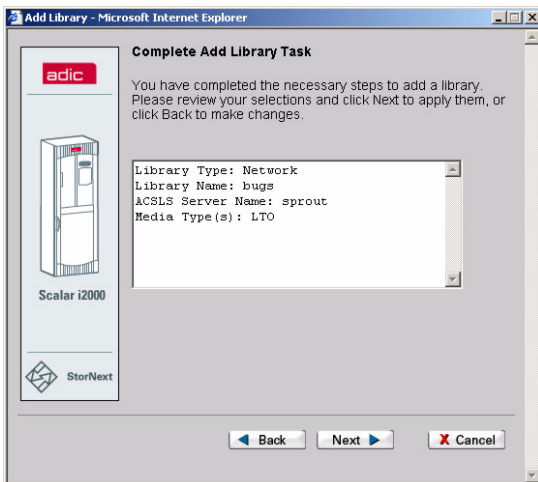 Add Library - Microsoft Internet Explorer
adic
Complete Add Library Task
You have completed the necessary steps to add a library.
Please review your selections and click Next to apply them, or
click Back to make changes.
Library Type: Network
Library Name: bugs
ACSLS Server Name: sprout
Media Type(s): LTO
Scalar i2000
StorNext
Back
Next
X Cancel